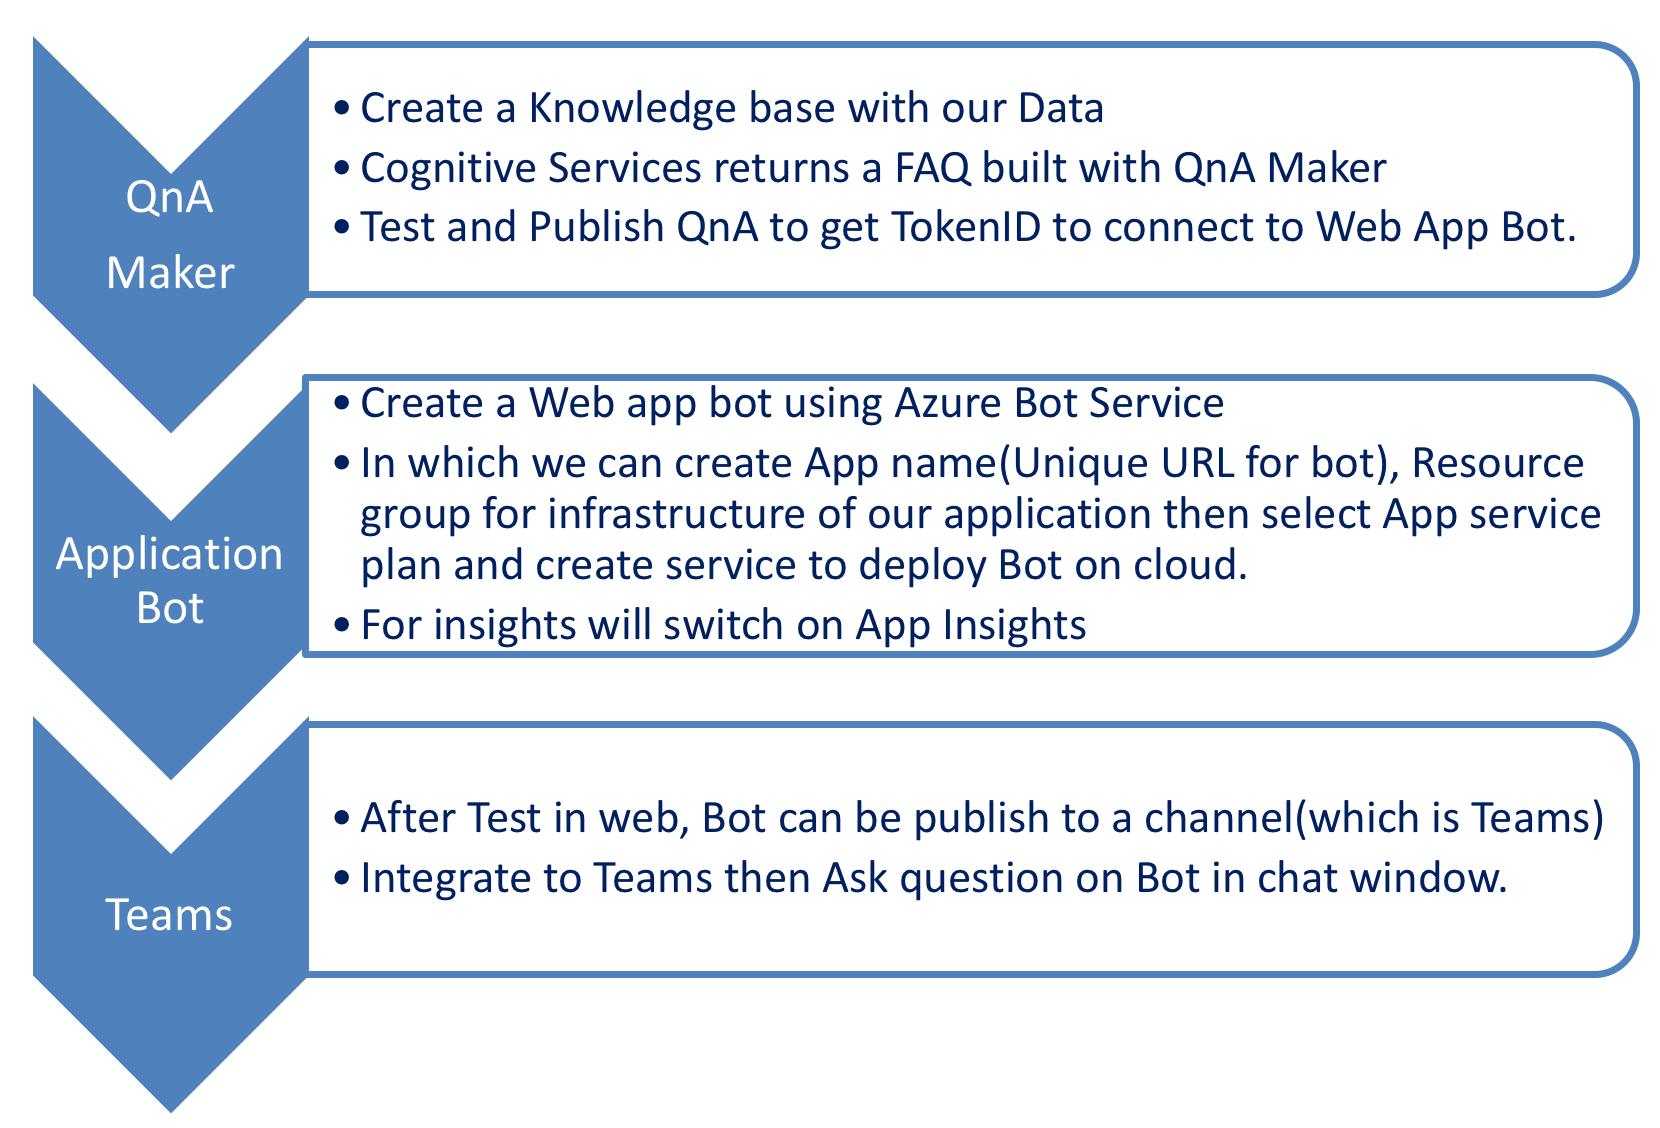 QnA
Maker
• Create a Knowledge base with our Data
• Cognitive Services returns a FAQ built with QnA Maker
• Test and Publish QnA to get TokenID to connect to Web App Bot.
Application
Bot
• Create a Web app bot using Azure Bot Service
• In which we can create App name(Unique URL for bot), Resource
group for infrastructure of our application then select App service
plan and create service to deploy Bot on cloud.
• For insights will switch on App Insights
Teams
• After Test in web, Bot can be publish to a channel(which is Teams)
• Integrate to Teams then Ask question on Bot in chat window.